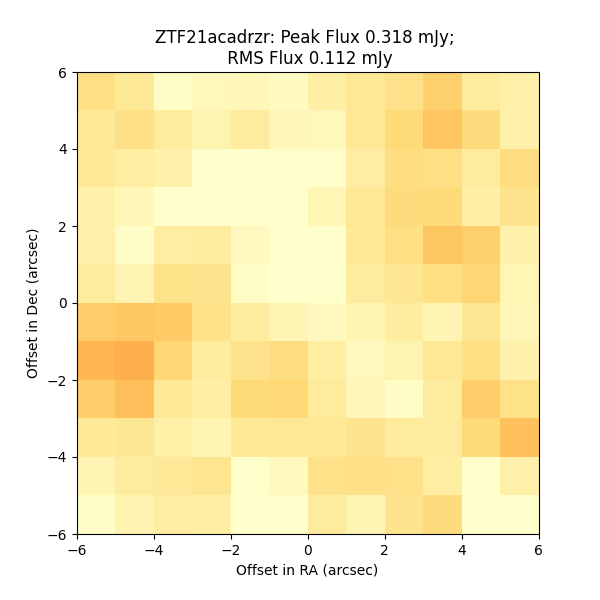 ZTF21acadrzr: Peak Flux 0.318 mJy;
RMS Flux 0.112 mJy
6
4
2
0
−2
−4
−6
Offset in Dec (arcsec)
−6 −4 −2 0 2 4 6
Offset in RA (arcsec)